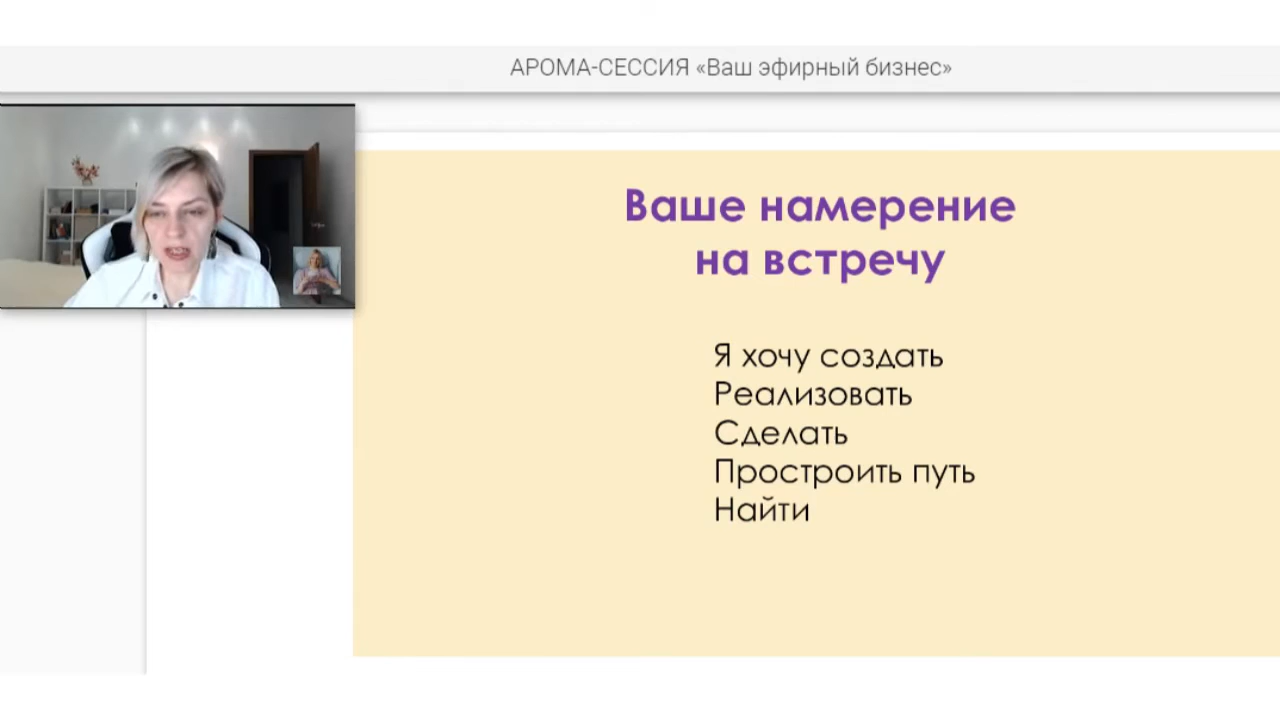 АРОМА-СЕССИЯ «Ваш эфирный бизнес»
Ваше намерение
на встречу
Я хочу создать
Реализовать
Сделать
Простроить путь
Найти